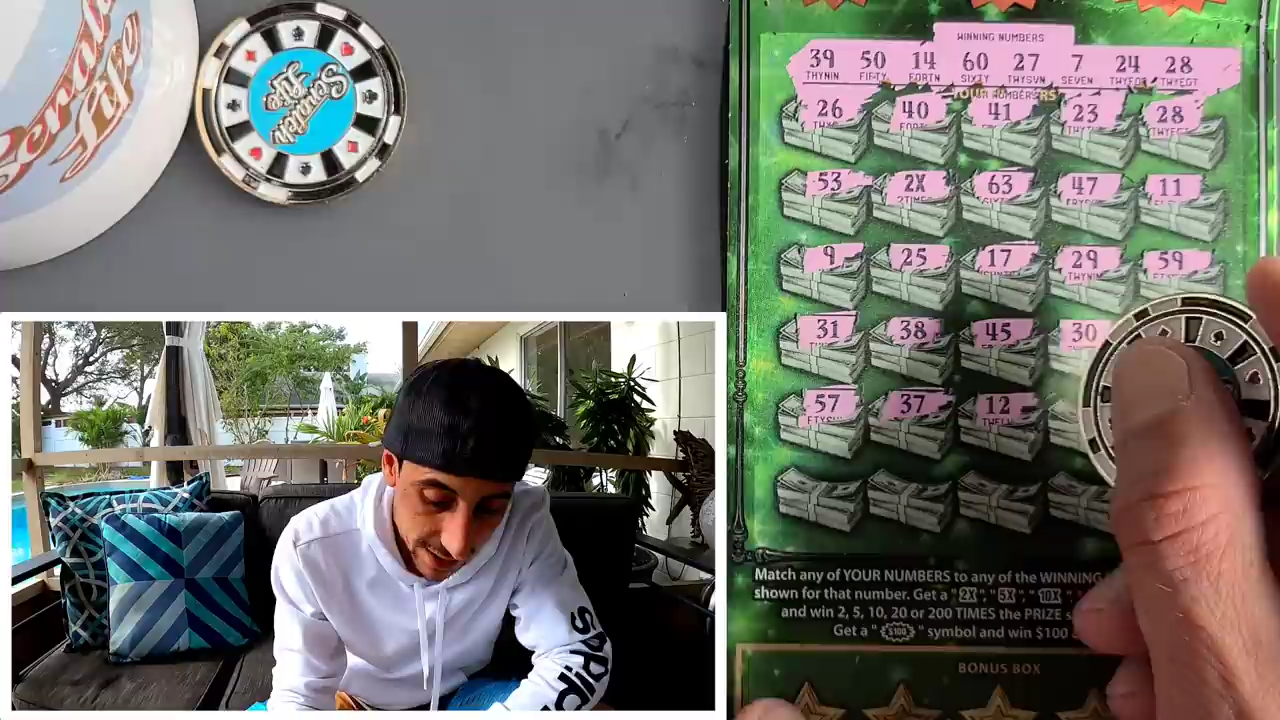 Scratch
Life
Scratch
Life
WINNING NUMBERS
39 50 14 60 27 7 24 28
THYNIN FIFTY FORTN SIXTY THYSVN SEVEN THYEGT
YOUR NUMBERS
26 40 41 23 28
53 2X 63 47 11
9 25 17 29 59
THYNIN
31 38 45 30
57 37 12
Match any of YOUR NUMBERS to any of the WINNING
shown for that number. Get a "2X", "5X", "10X"
and win 2, 5, 10, 20 or 200 TIMES the PRIZE
Get a "$100" symbol and win $100
BONUS BOX
adidas